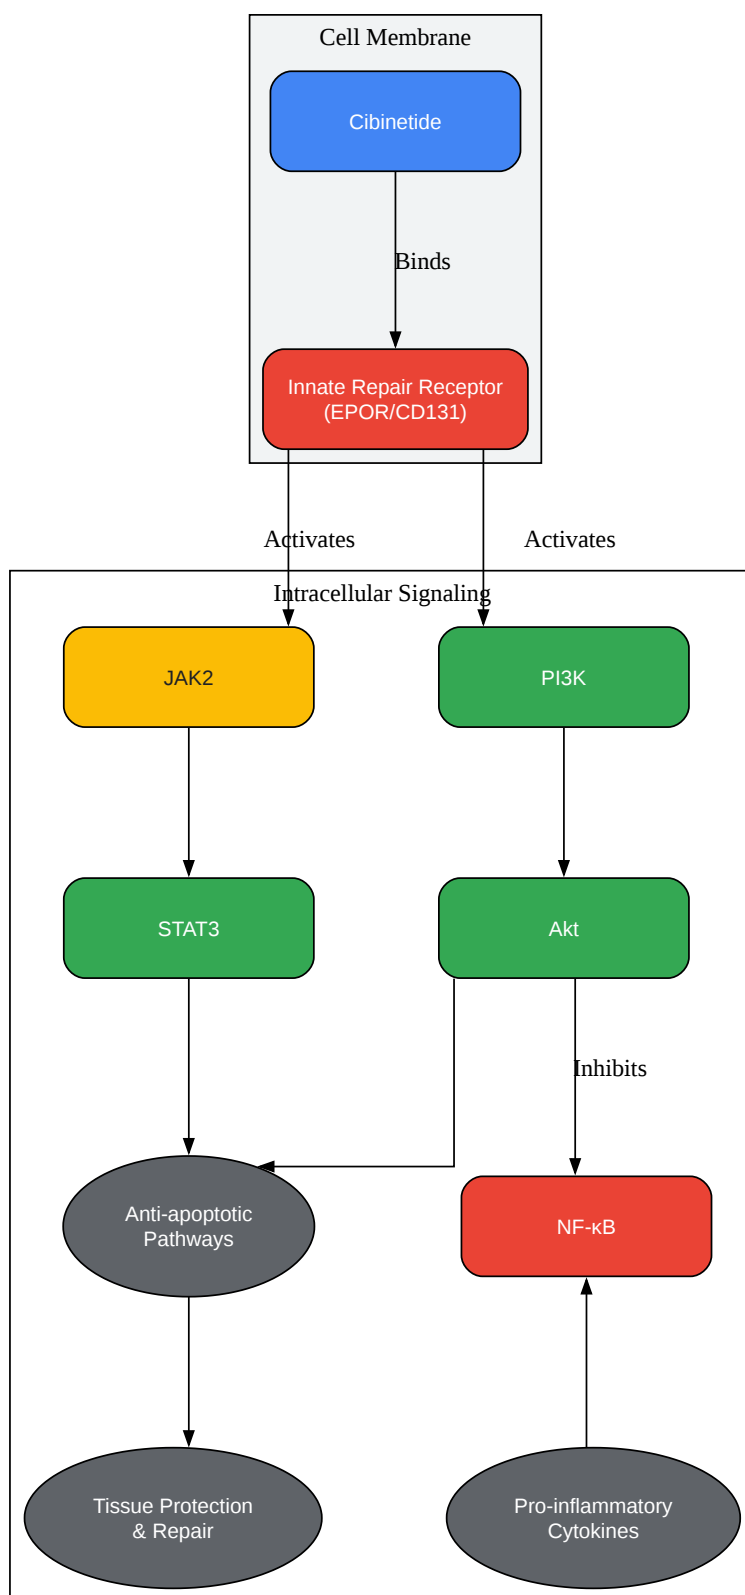 Cell Membrane
Cibinetide
Binds
Innate Repair Receptor
(EPOR/CD131)
Activates
Activates
Intracellular Signaling
JAK2
PI3K
STAT3
Akt
Inhibits
Anti-apoptotic
Pathways
NF-κB
Tissue Protection
& Repair
Pro-inflammatory
Cytokines